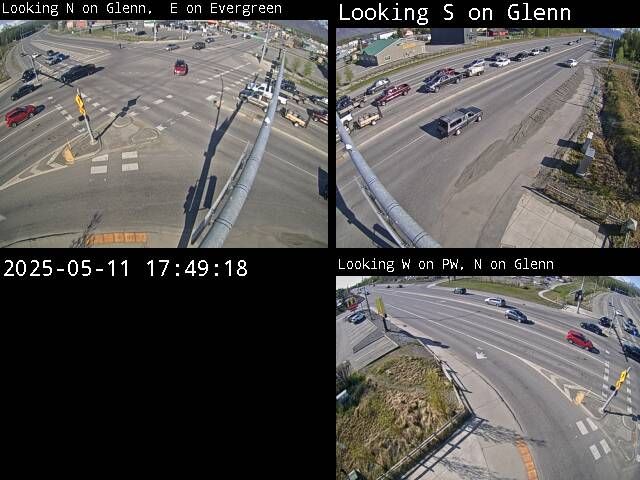 Looking N on Glenn,  E on Evergreen
Looking S on Glenn
2025-05-11 17:49:18
Looking W on PW, N on Glenn